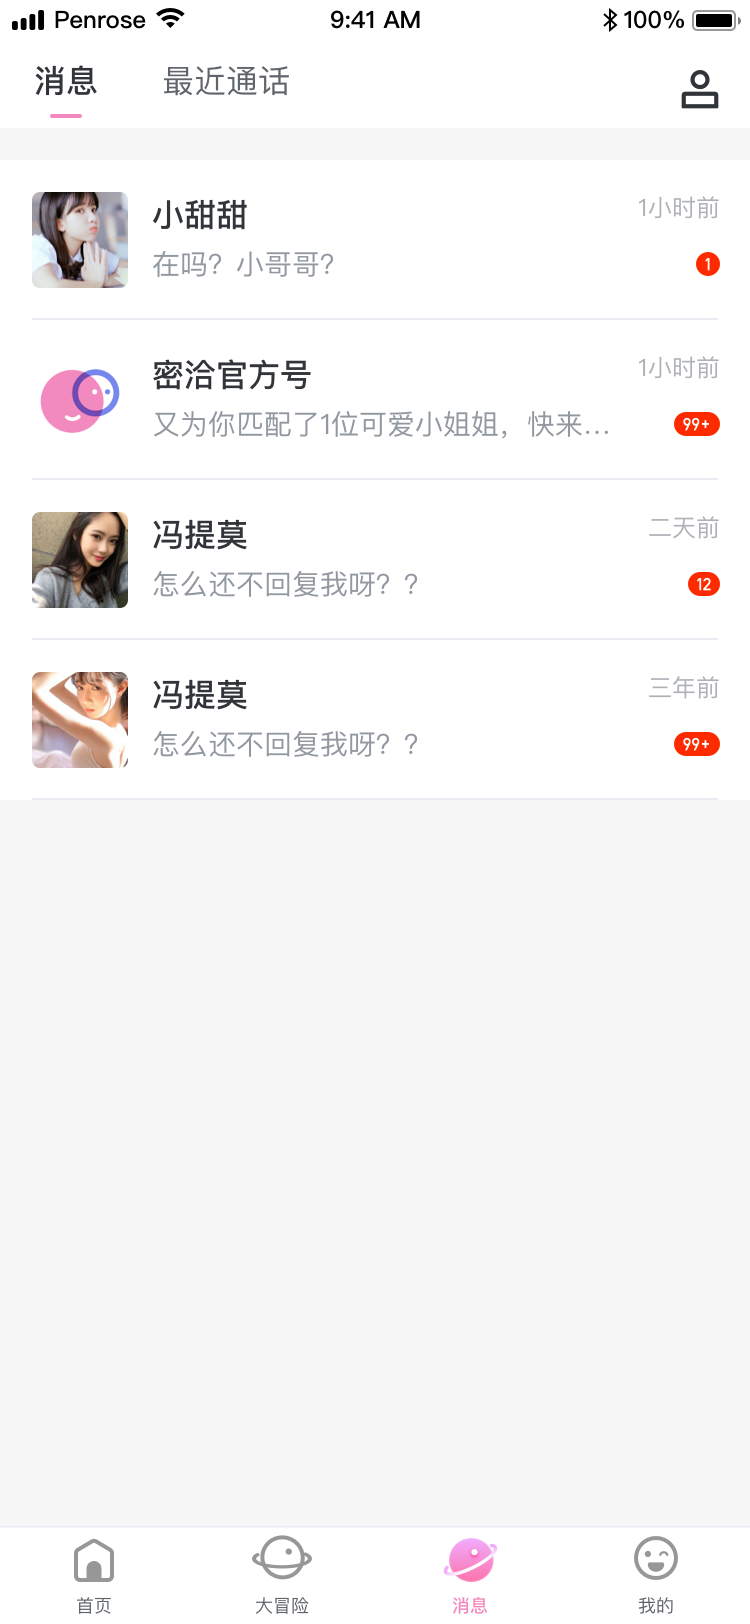 Penrose 9:41 AM 100%
消息 最近通话
小甜甜 1小时前
在吗？小哥哥？ 1
密洽官方号 1小时前
又为你匹配了1位可爱小姐姐，快来... 99+
冯提莫 二天前
怎么还不回复我呀？？ 12
冯提莫 三年前
怎么还不回复我呀？？ 99+
首页 大冒险 消息 我的